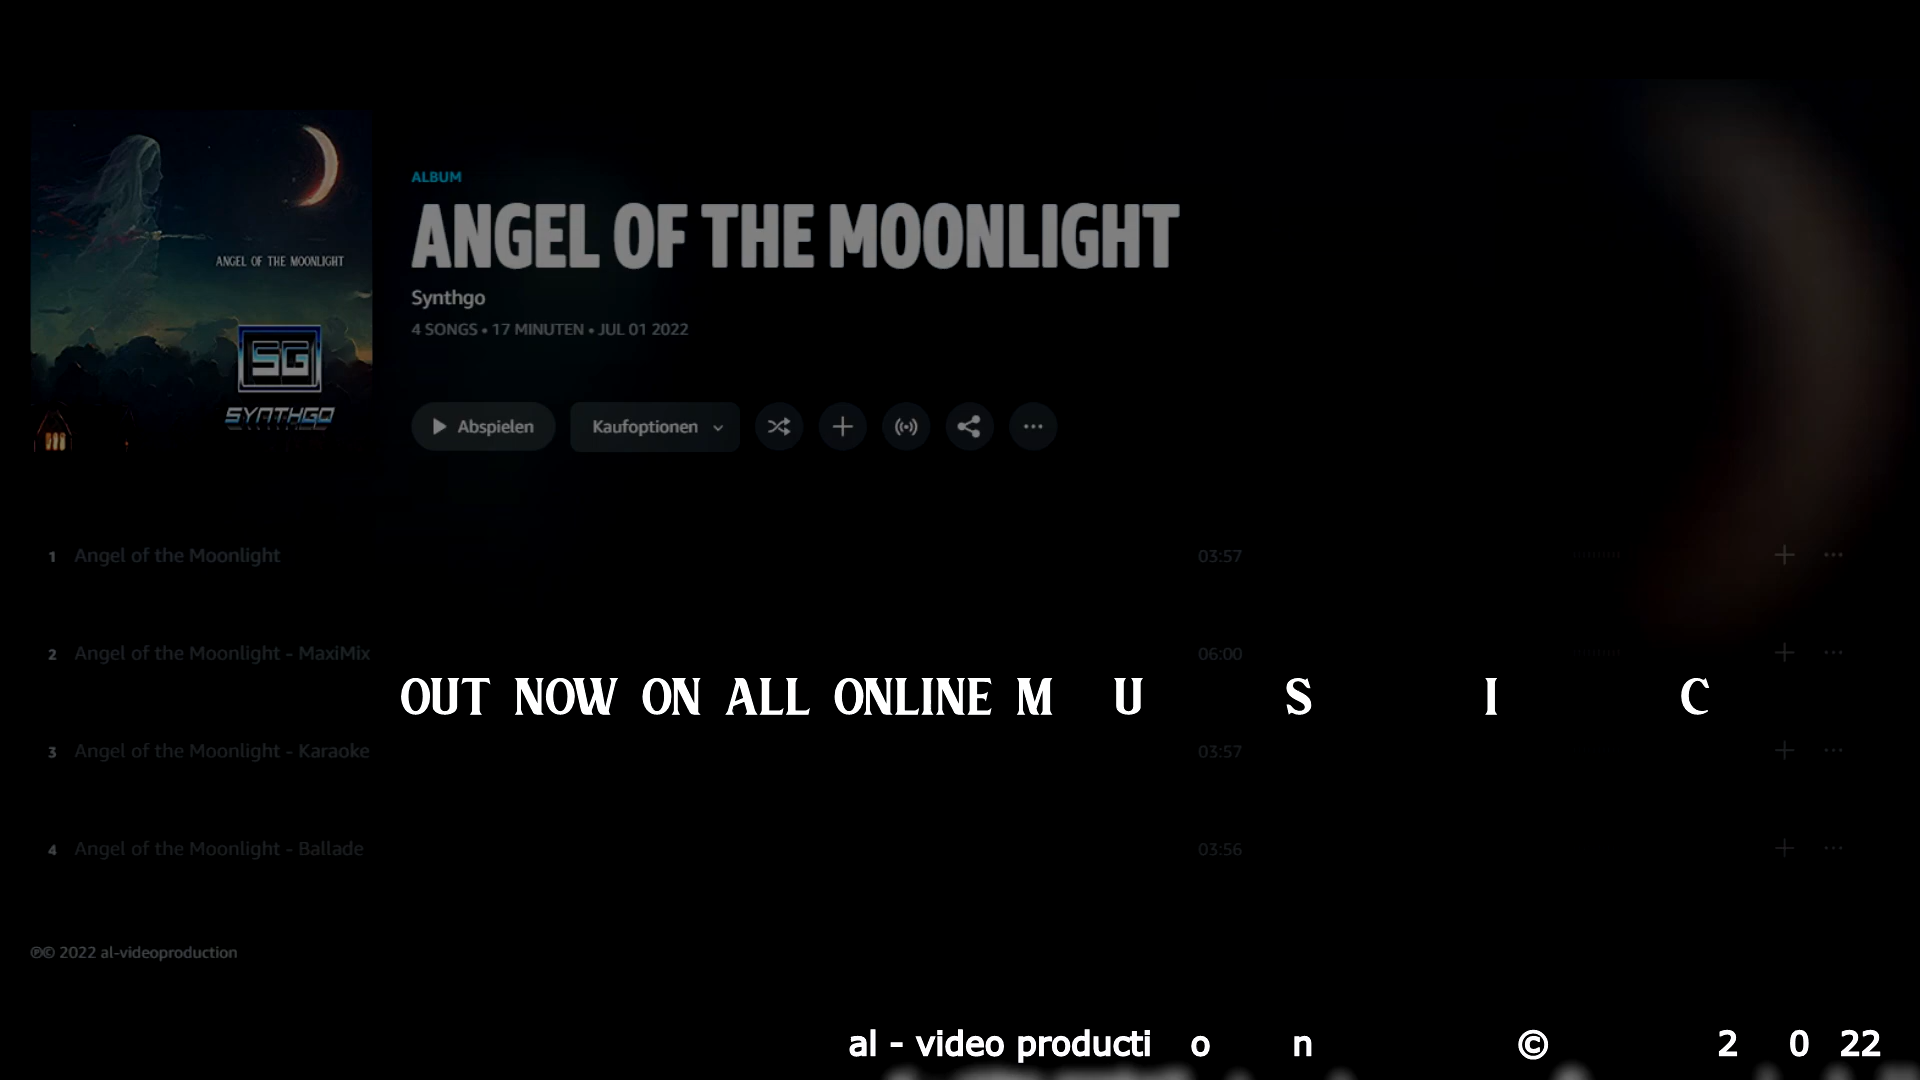 ALBUM
ANGEL OF THE MOONLIGHT
Synthgo
4 SONGS • 17 MINUTEN • JUL 01 2022
ANGEL OF THE MOONLIGHT
SG
SYNTHGO
Abspielen
Kaufoptionen
1 Angel of the Moonlight 03:57
2 Angel of the Moonlight - MaxiMix 06:00
OUT NOW ON ALL ONLINE M U S I C
3 Angel of the Moonlight - Karaoke 03:57
4 Angel of the Moonlight - Ballade 03:56
℗© 2022 al-videoproduction
al - video producti o n © 2 0 22